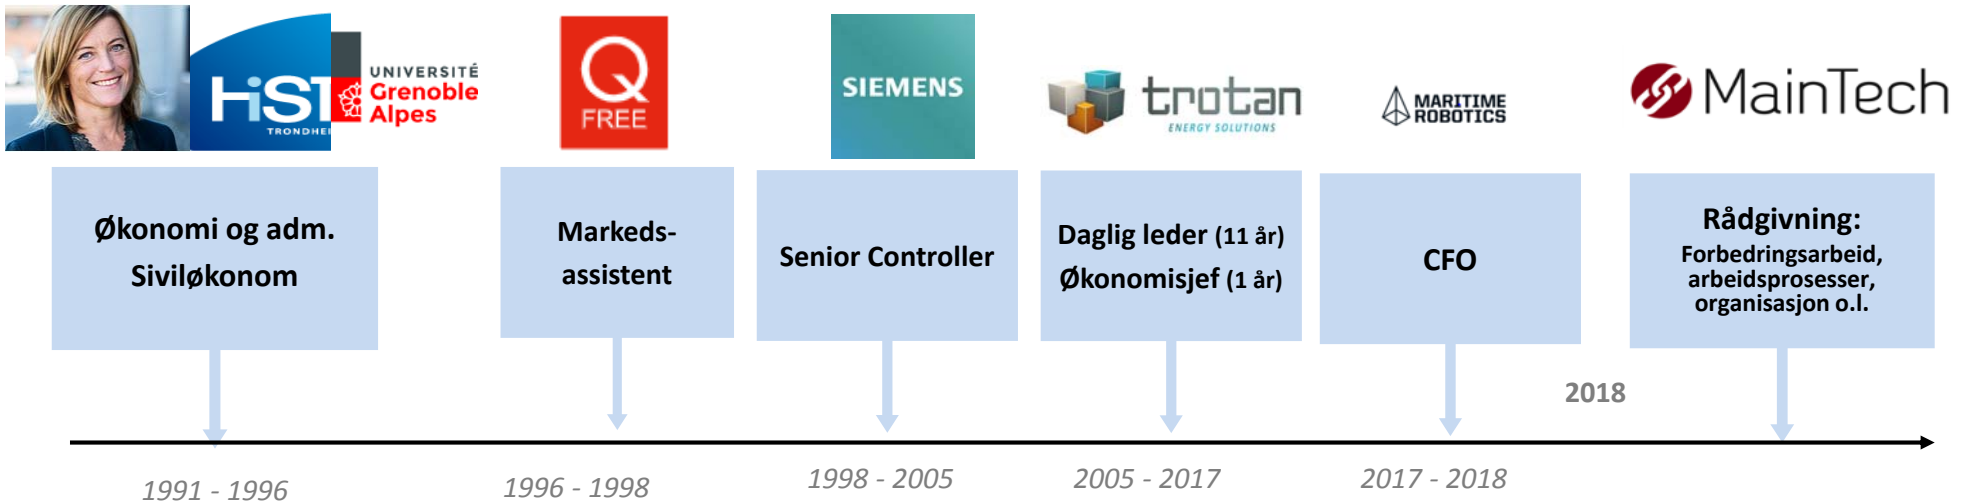 HiST
TRONDHEI
UNIVERSITÉ
Grenoble
Alpes
Q
FREE
SIEMENS
trotan
ENERGY SOLUTIONS
MARITIME
ROBOTICS
MainTech
Økonomi og adm.
Siviløkonom
Markeds-
assistent
Senior Controller
Daglig leder (11 år)
Økonomisjef (1 år)
CFO
Rådgivning:
Forbedringsarbeid,
arbeidsprosesser,
organisasjon o.l.
2018
1991 - 1996
1996 - 1998
1998 - 2005
2005 - 2017
2017 - 2018